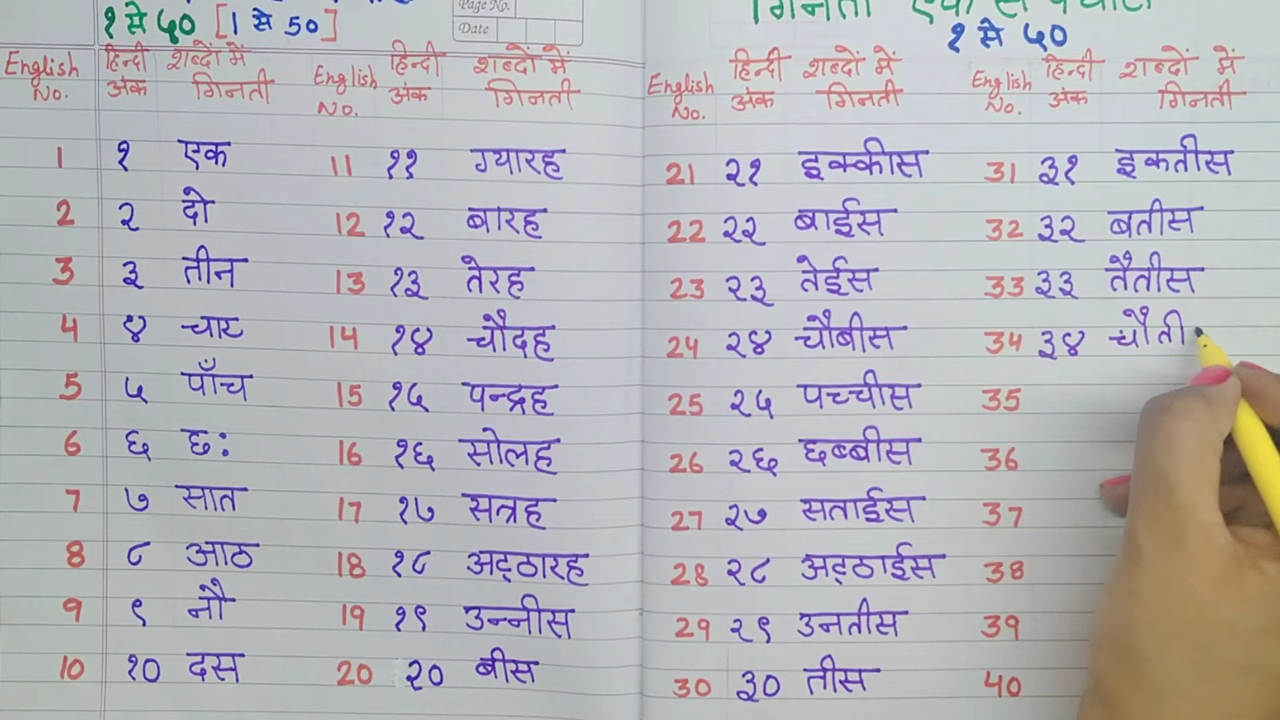 १ से ५० [1 से 50]
Page No.
Date
गिनती एक से पचास
१ से ५०
English No. हिन्दी अंक शब्दों में गिनती English No. हिन्दी अंक शब्दों में गिनती English No. हिन्दी अंक शब्दों में गिनती English No. हिन्दी अंक शब्दों में गिनती
1 १ एक 11 ११ ग्यारह 21 २१ इक्कीस 31 ३१ इकतीस
2 २ दो 12 १२ बारह 22 २२ बाईस 32 ३२ बतीस
3 ३ तीन 13 १३ तेरह 23 २३ तेईस 33 ३३ तैतीस
4 ४ चार 14 १४ चौदह 24 २४ चौबीस 34 ३४ चौती
5 ५ पाँच 15 १५ पन्द्रह 25 २५ पच्चीस 35
6 ६ छः 16 १६ सोलह 26 २६ छब्बीस 36
7 ७ सात 17 १७ सत्रह 27 २७ सताईस 37
8 ८ आठ 18 १८ अट्ठारह 28 २८ अट्ठाईस 38
9 ९ नौ 19 १९ उन्नीस 29 २९ उनतीस 39
10 १० दस 20 २० बीस 30 ३० तीस 40